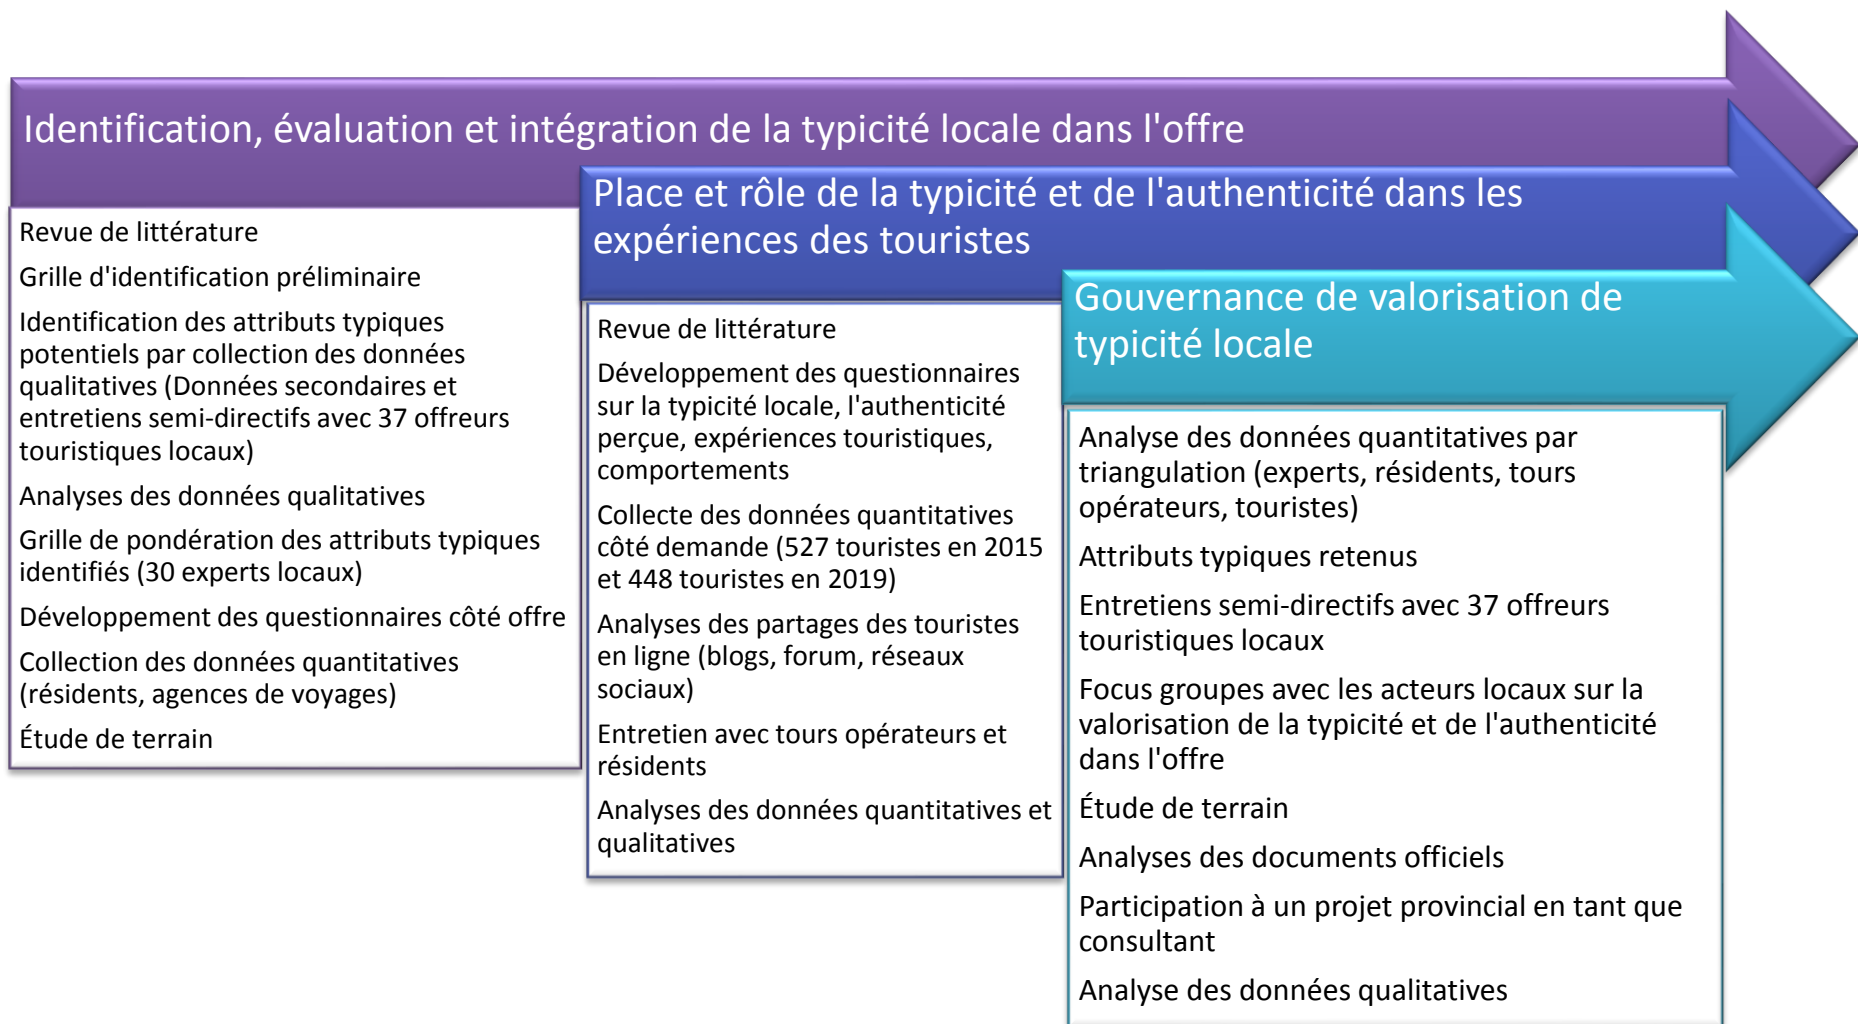 Identification, évaluation et intégration de la typicité locale dans l'offre
Revue de littérature
Grille d'identification préliminaire
Identification des attributs typiques
potentiels par collection des données
qualitatives (Données secondaires et
entretiens semi-directifs avec 37 offreurs
touristiques locaux)
Analyses des données qualitatives
Grille de pondération des attributs typiques
identifiés (30 experts locaux)
Développement des questionnaires côté offre
Collection des données quantitatives
(résidents, agences de voyages)
Étude de terrain
Place et rôle de la typicité et de l'authenticité dans les
expériences des touristes
Revue de littérature
Développement des questionnaires
sur la typicité locale, l'authenticité
perçue, expériences touristiques,
comportements
Collecte des données quantitatives
côté demande (527 touristes en 2015
et 448 touristes en 2019)
Analyses des partages des touristes
en ligne (blogs, forum, réseaux
sociaux)
Entretien avec tours opérateurs et
résidents
Analyses des données quantitatives et
qualitatives
Gouvernance de valorisation de
typicité locale
Analyse des données quantitatives par
triangulation (experts, résidents, tours
opérateurs, touristes)
Attributs typiques retenus
Entretiens semi-directifs avec 37 offreurs
touristiques locaux
Focus groupes avec les acteurs locaux sur la
valorisation de la typicité et de l'authenticité
dans l'offre
Étude de terrain
Analyses des documents officiels
Participation à un projet provincial en tant que
consultant
Analyse des données qualitatives